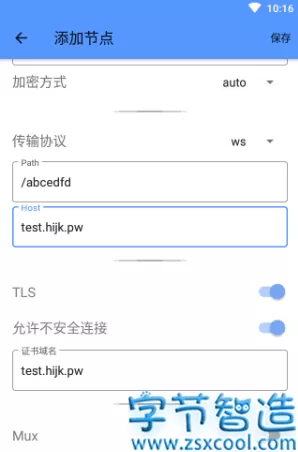 10:16
添加节点
保存
加密方式
auto
传输协议
ws
Path
/abcedfd
Host
test.hijk.pw
TLS
允许不安全连接
证书域名
test.hijk.pw
字节智造
Mux
www.zsxcool.com